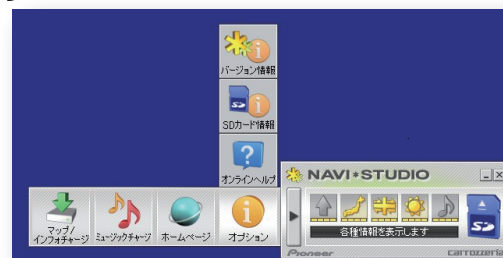 バージョン情報
SDカード情報
オンラインヘルプ
マップ/
インフォチャージ
ミュージックチャージ
ホームページ
オプション
NAVI*STUDIO
各種情報を表示します
SD
Pioneer
carrozzeria